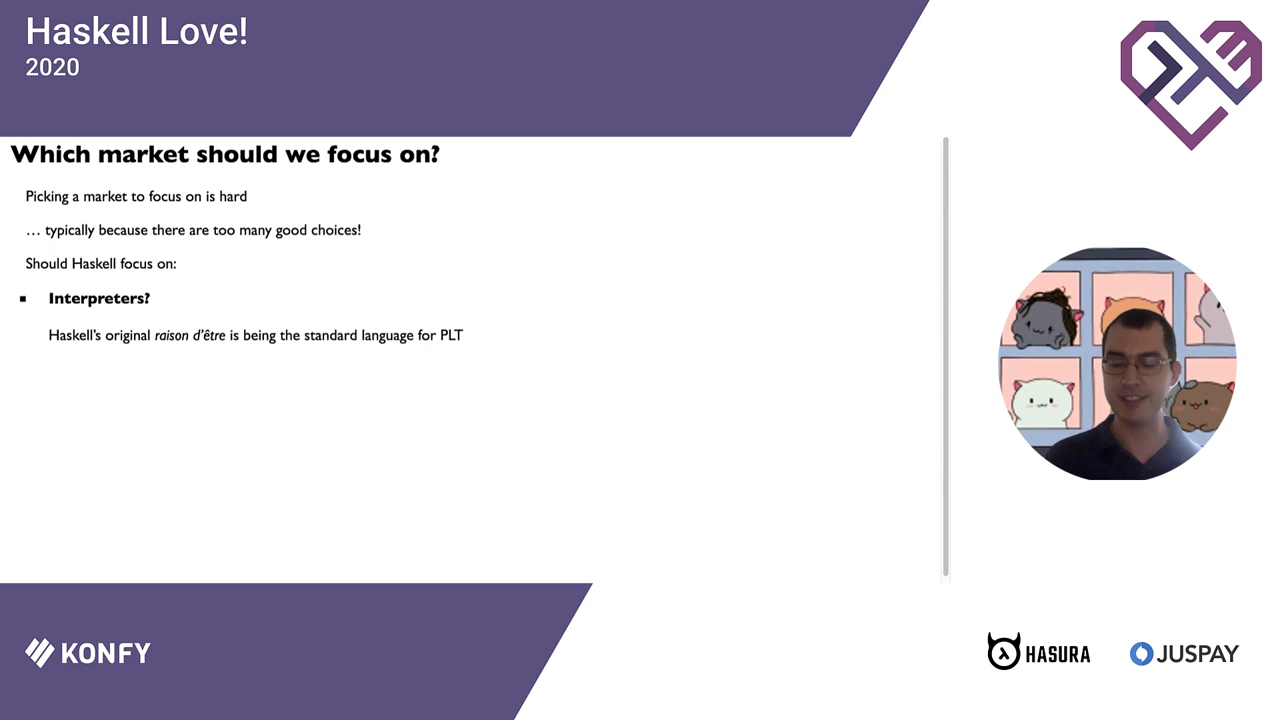 Haskell Love!
2020
Which market should we focus on?
Picking a market to focus on is hard
… typically because there are too many good choices!
Should Haskell focus on:
▪ Interpreters?
Haskell’s original raison d’être is being the standard language for PLT
KONFY
HASURA
JUSPAY